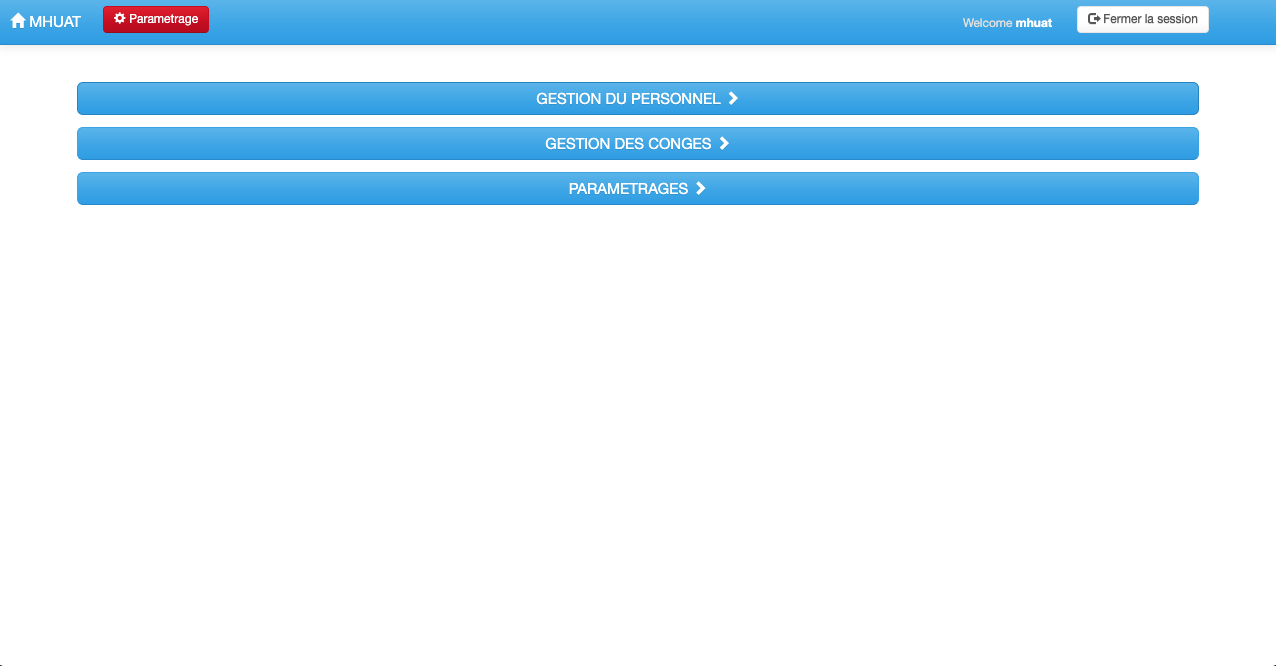 MHUAT Parametrage Welcome mhuat Fermer la session
GESTION DU PERSONNEL
GESTION DES CONGES
PARAMETRAGES